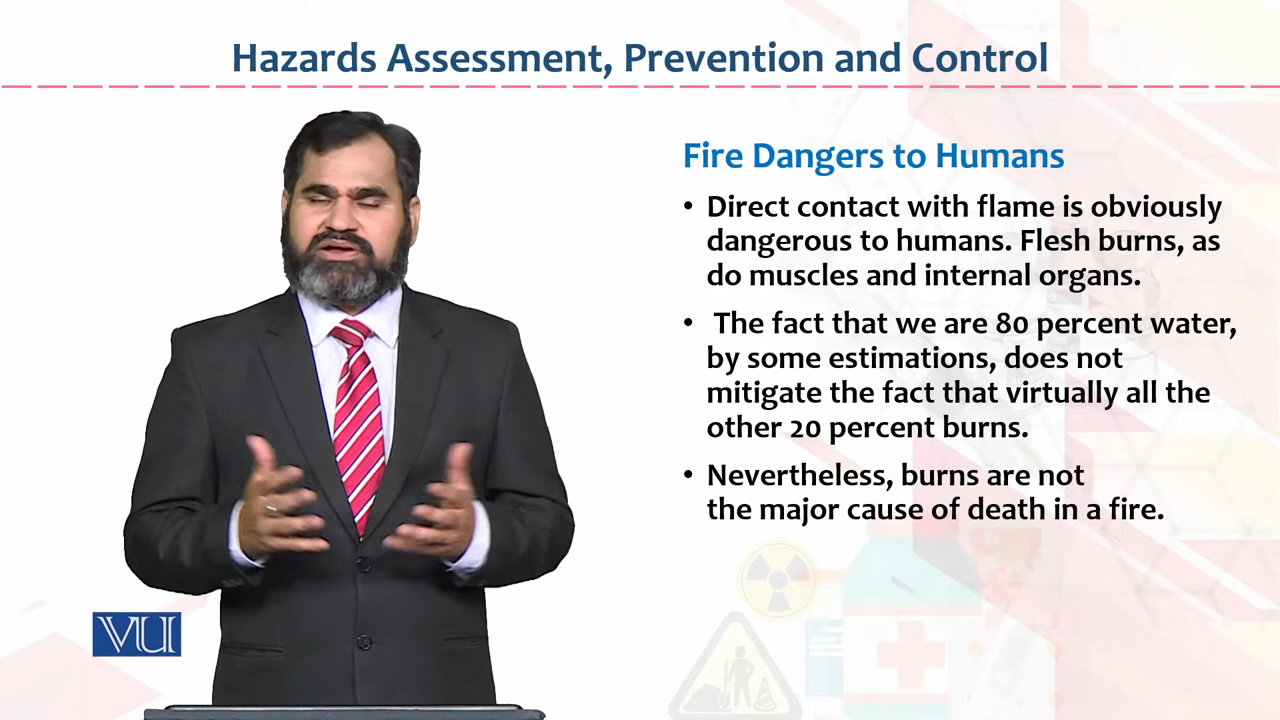 Hazards Assessment, Prevention and Control
Fire Dangers to Humans
• Direct contact with flame is obviously
dangerous to humans. Flesh burns, as
do muscles and internal organs.
• The fact that we are 80 percent water,
by some estimations, does not
mitigate the fact that virtually all the
other 20 percent burns.
• Nevertheless, burns are not
the major cause of death in a fire.
VU